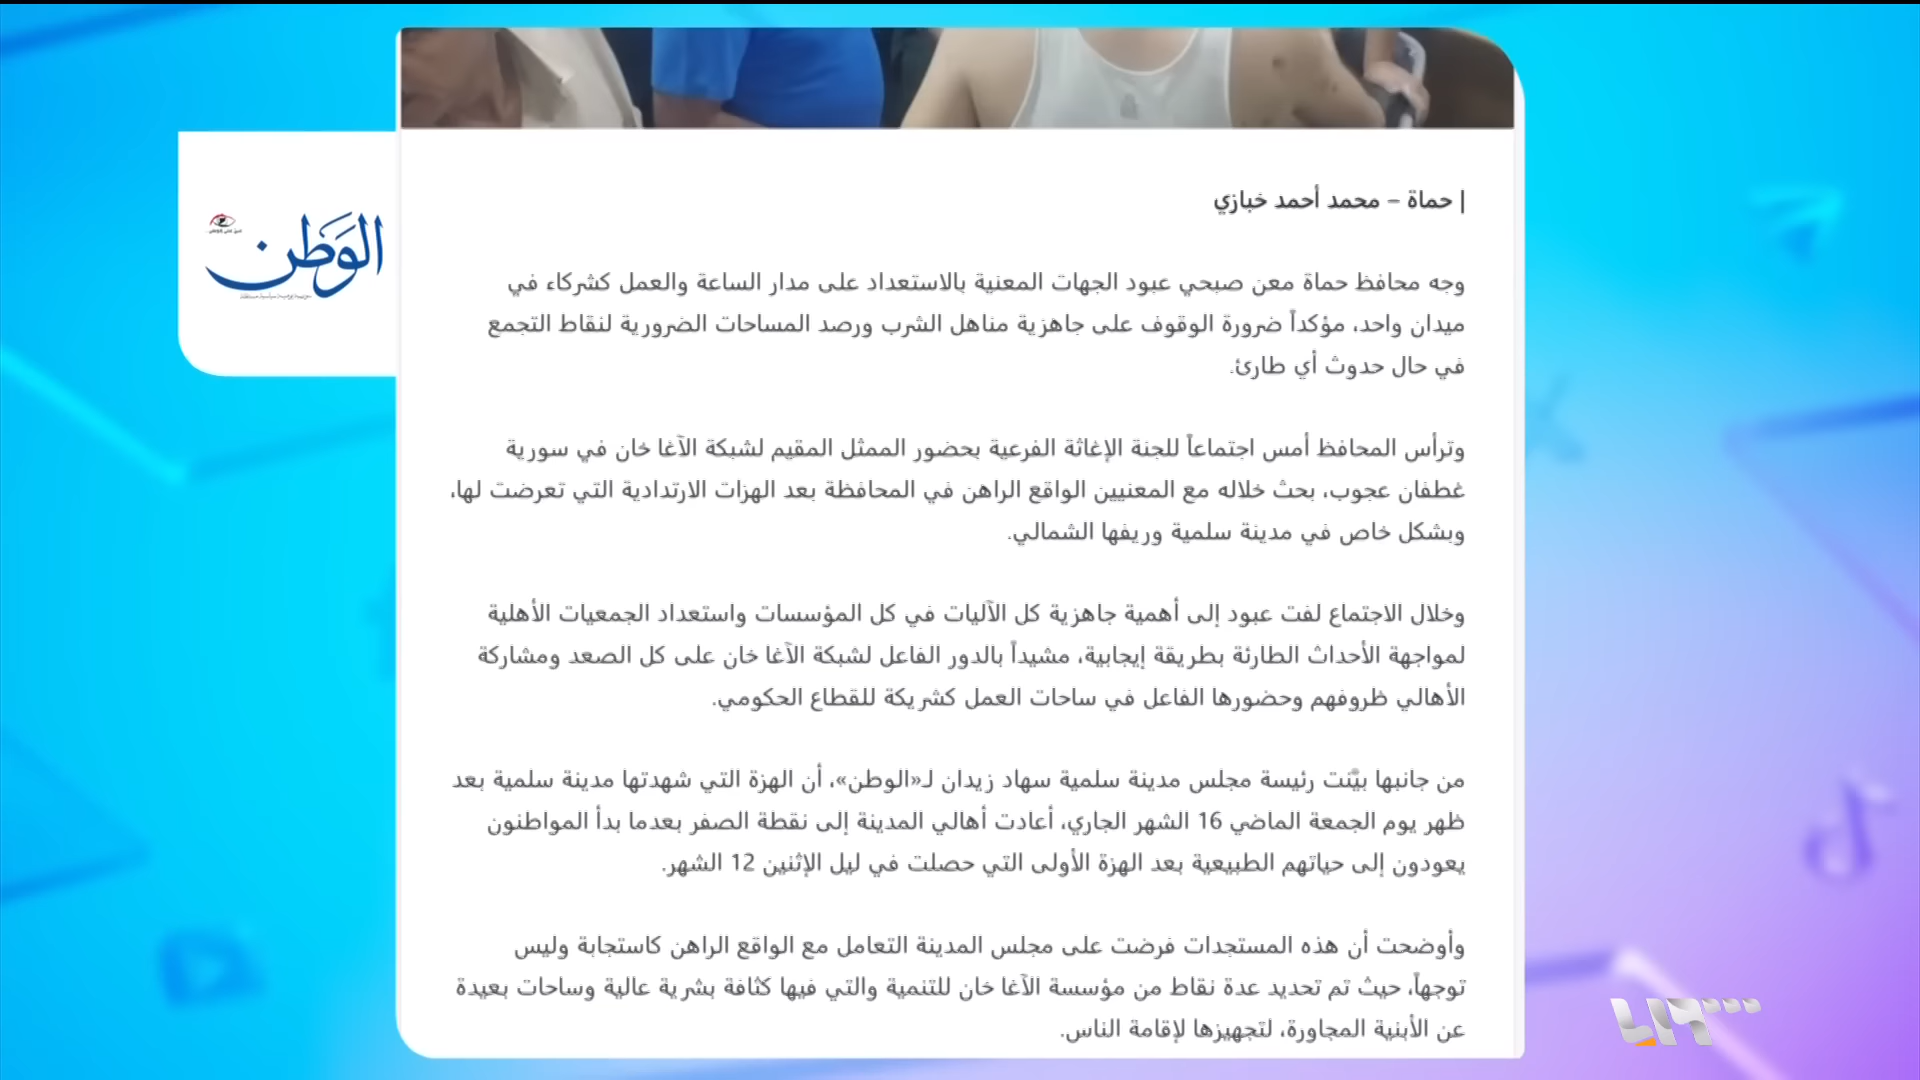 | حماة – محمد أحمد خبازي
وجه محافظ حماة معن صبحي عبود الجهات المعنية بالاستعداد على مدار الساعة والعمل كشركاء في
ميدان واحد، مؤكداً ضرورة الوقوف على جاهزية مناهل الشرب ورصد المساحات الضرورية لنقاط التجمع
في حال حدوث أي طارئ.
وترأس المحافظ أمس اجتماعاً للجنة الإغاثة الفرعية بحضور الممثل المقيم لشبكة الآغا خان في سورية
غطفان عجوب، بحث خلاله مع المعنيين الواقع الراهن في المحافظة بعد الهزات الارتدادية التي تعرضت لها،
وبشكل خاص في مدينة سلمية وريفها الشمالي.
وخلال الاجتماع لفت عبود إلى أهمية جاهزية كل الآليات في كل المؤسسات واستعداد الجمعيات الأهلية
لمواجهة الأحداث الطارئة بطريقة إيجابية، مشيداً بالدور الفاعل لشبكة الآغا خان على كل الصعد ومشاركة
الأهالي ظروفهم وحضورها الفاعل في ساحات العمل كشريكة للقطاع الحكومي.
من جانبها بيّنت رئيسة مجلس مدينة سلمية سهاد زيدان لـ«الوطن»، أن الهزة التي شهدتها مدينة سلمية بعد
ظهر يوم الجمعة الماضي 16 الشهر الجاري، أعادت أهالي المدينة إلى نقطة الصفر بعدما بدأ المواطنون
يعودون إلى حياتهم الطبيعية بعد الهزة الأولى التي حصلت في ليل الإثنين 12 الشهر.
وأوضحت أن هذه المستجدات فرضت على مجلس المدينة التعامل مع الواقع الراهن كاستجابة وليس
توجهاً، حيث تم تحديد عدة نقاط من مؤسسة الآغا خان للتنمية والتي فيها كثافة بشرية عالية وساحات بعيدة
عن الأبنية المجاورة، لتجهيزها لإقامة الناس.
الوطن